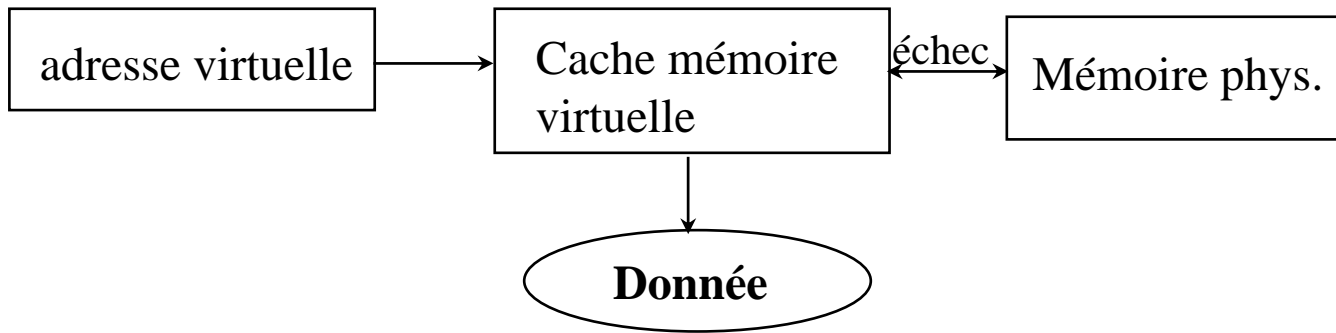 adresse virtuelle
Cache mémoire
virtuelle
échec
Mémoire phys.
Donnée